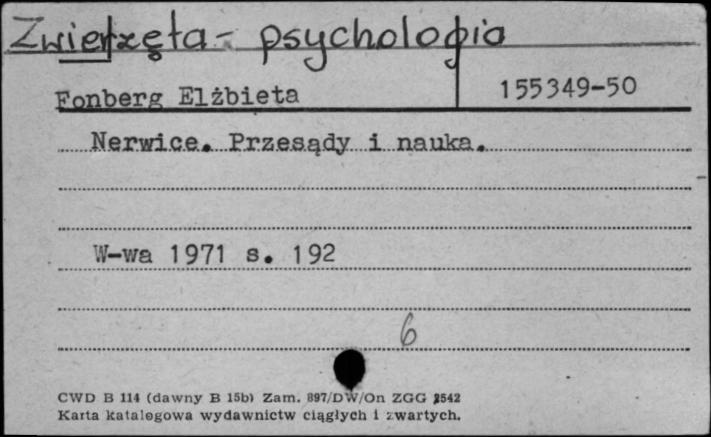 Zwierzęta - psychologia
Fonberg Elżbieta
155349-50
Nerwice. Przesądy i nauka.
W-wa 1971 s. 192
6
CWD B 114 (dawny B 15b) Zam. 897/DW/On ZGG 2542
Karta katalogowa wydawnictw ciągłych i zwartych.